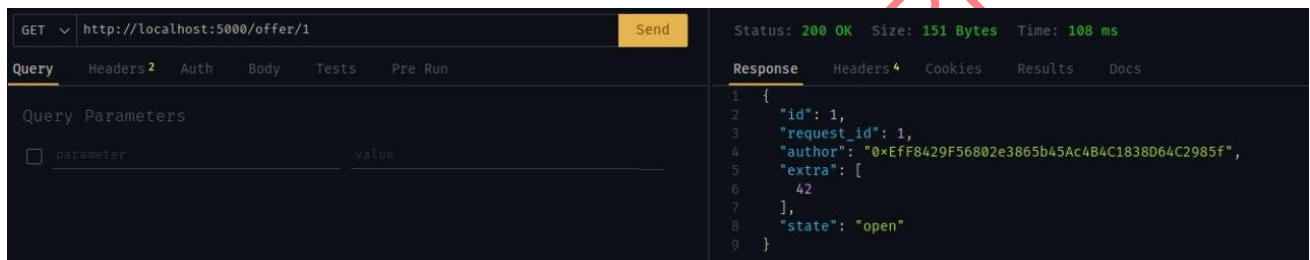 GET http://localhost:5000/offer/1 Send
Query Headers 2 Auth Body Tests Pre Run
Query Parameters
parameter value
Status: 200 OK Size: 151 Bytes Time: 108 ms
Response Headers 4 Cookies Results Docs
1 {
2 "id": 1,
3 "request_id": 1,
4 "author": "0×EfF8429F56802e3865b45Ac4B4C1838D64C2985f",
5 "extra": [
6 42
7 ],
8 "state": "open"
9 }